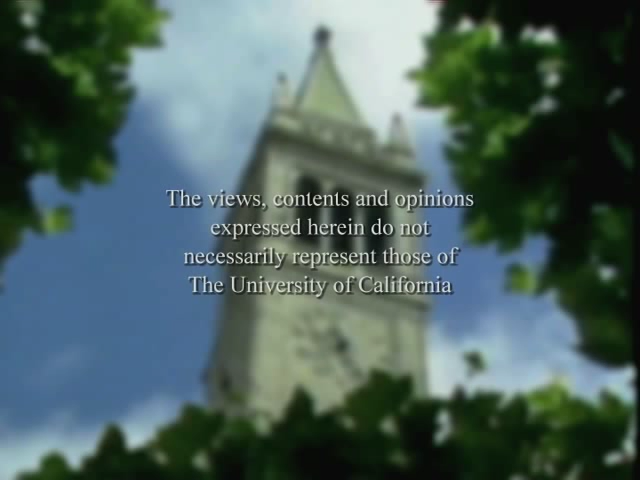 The views, contents and opinions
expressed herein do not
necessarily represent those of
The University of California